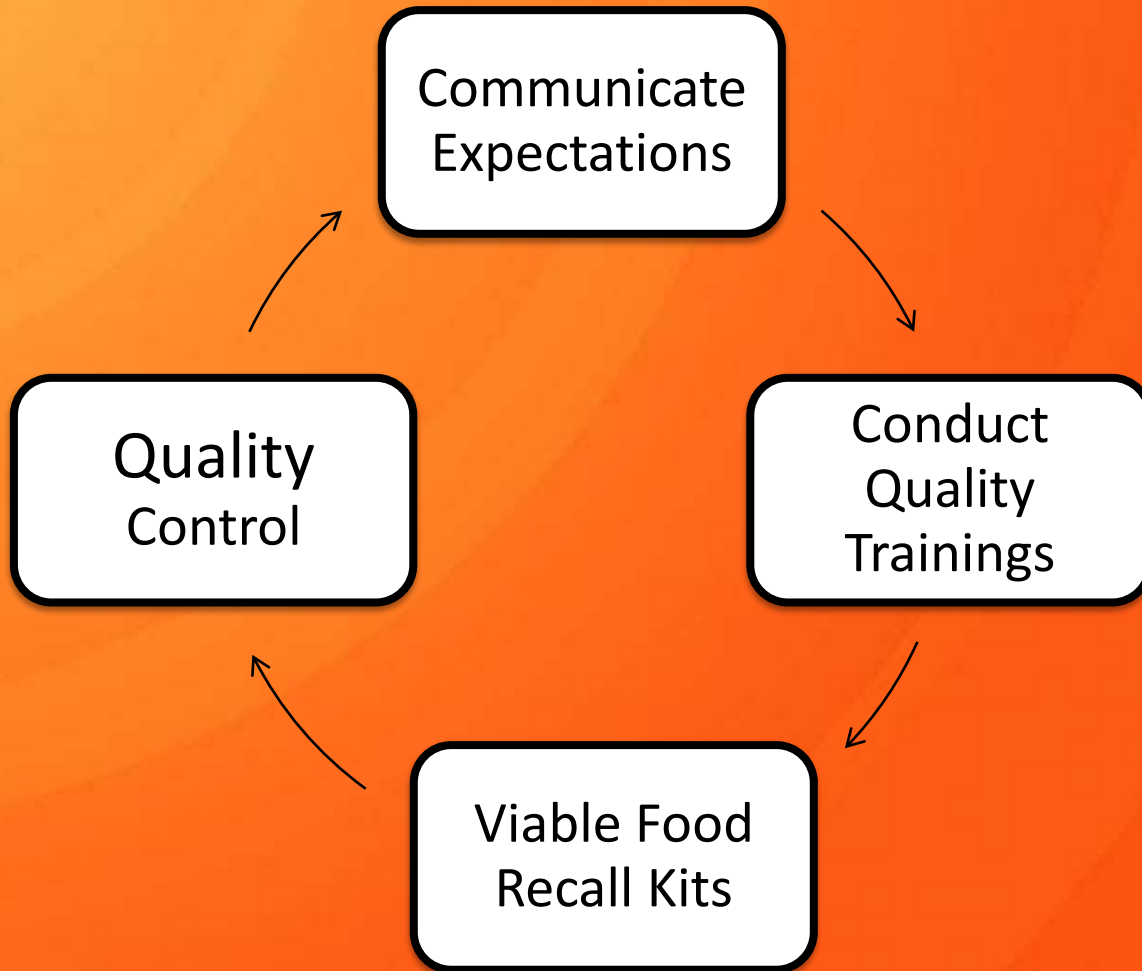 Communicate
Expectations
Conduct
Quality
Trainings
Viable Food
Recall Kits
Quality
Control